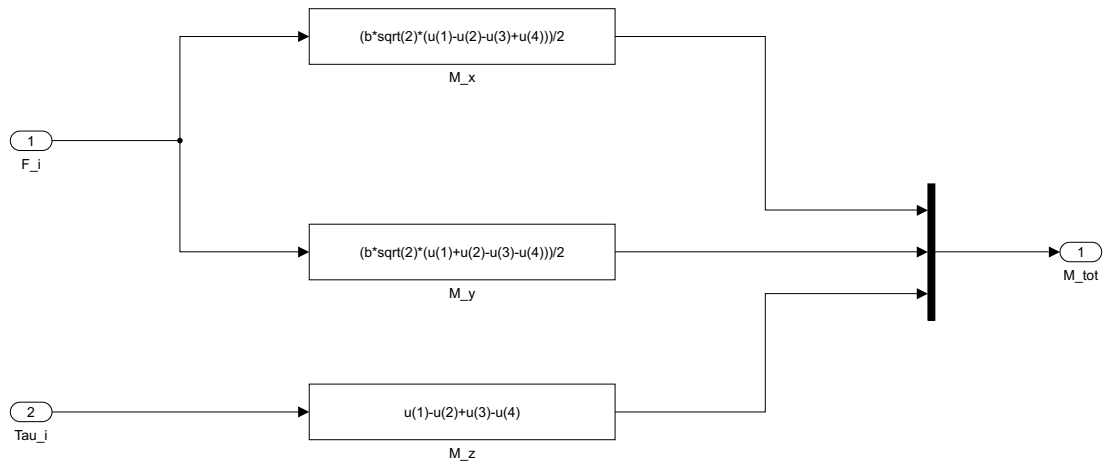 (b*sqrt(2)*(u(1)-u(2)-u(3)+u(4)))/2
M_x
1
F_i
(b*sqrt(2)*(u(1)+u(2)-u(3)-u(4)))/2
M_y
1
M_tot
2
Tau_i
u(1)-u(2)+u(3)-u(4)
M_z